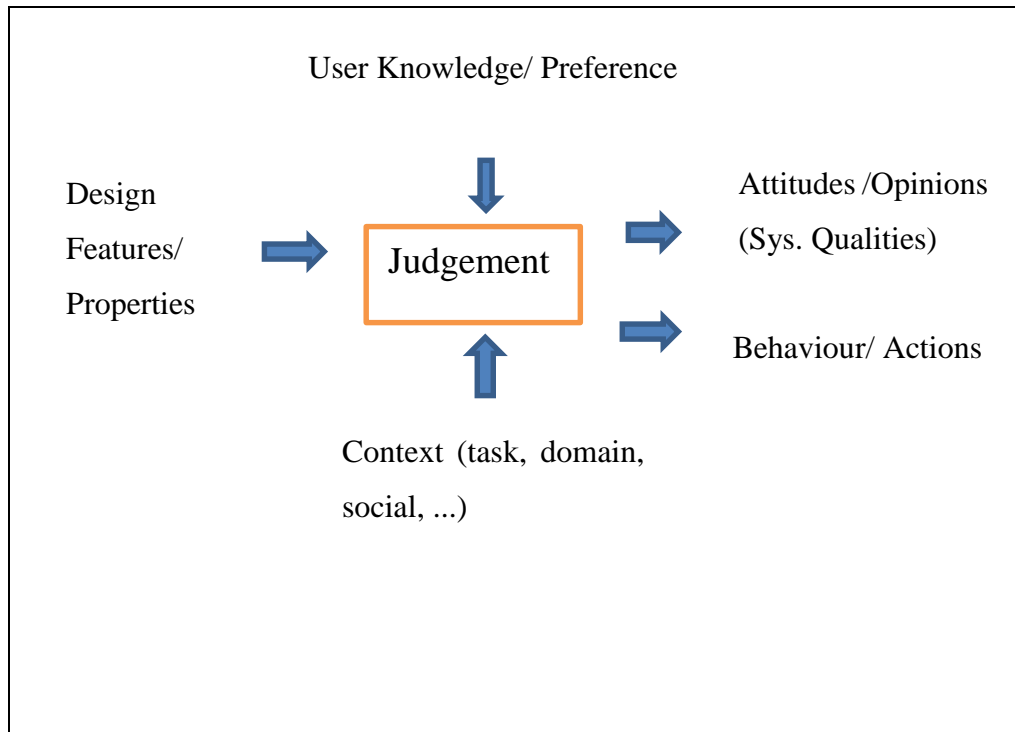 User Knowledge/ Preference
Design
Features/
Properties
Judgement
Attitudes /Opinions
(Sys. Qualities)
Behaviour/ Actions
Context (task, domain,
social, ...)